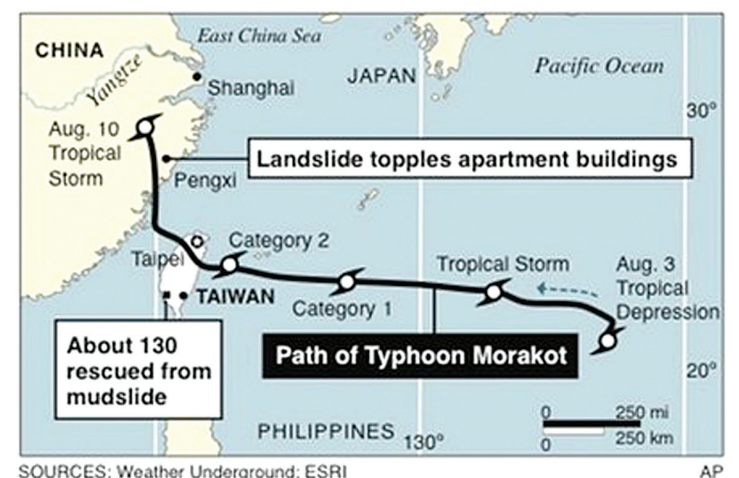 East China Sea
CHINA
Yangtze
Shanghai
JAPAN
Pacific Ocean
30°
Aug. 10
Tropical
Storm
Landslide topples apartment buildings
Pengxi
Category 2
Taipei
Tropical Storm
Aug. 3
Tropical
Depression
TAIWAN
Category 1
About 130
rescued from
mudslide
Path of Typhoon Morakot
20°
PHILIPPINES
130°
0 250 mi
0 250 km
SOURCES: Weather Underground; ESRI
AP